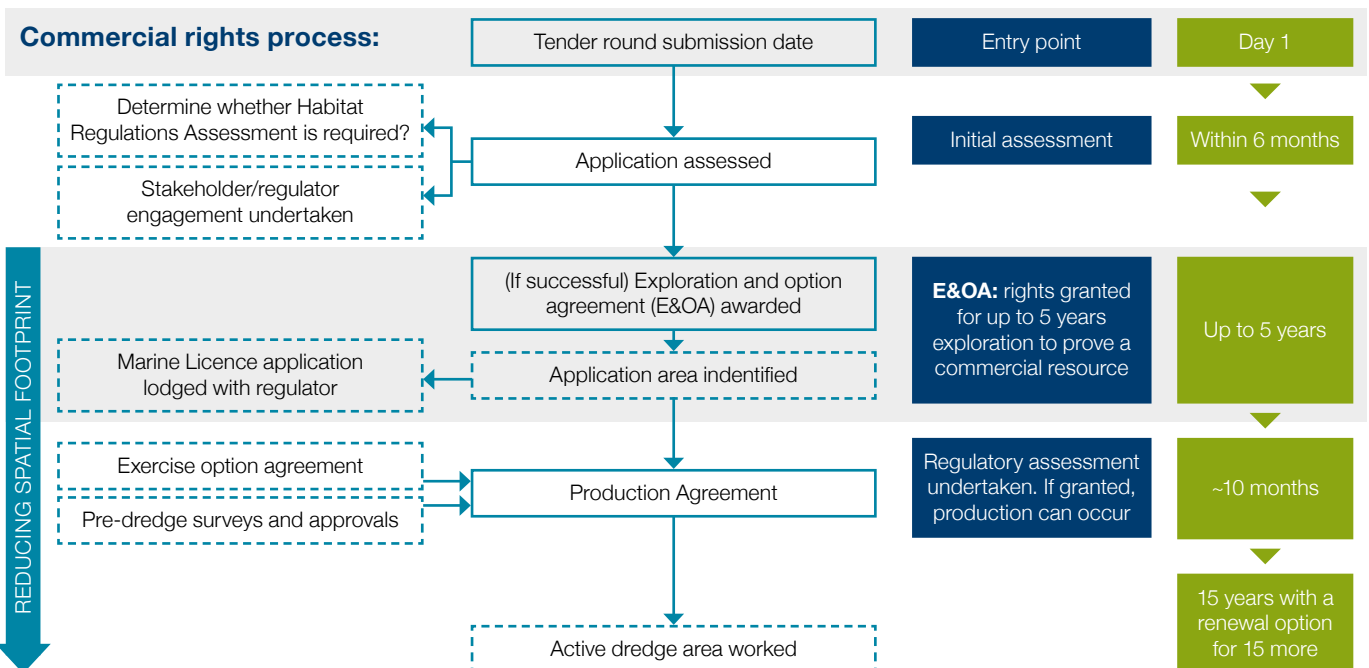 Commercial rights process:
Tender round submission date
Entry point
Day 1
Determine whether Habitat
Regulations Assessment is required?
Stakeholder/regulator
engagement undertaken
Application assessed
Initial assessment
Within 6 months
REDUCING SPATIAL FOOTPRINT
(If successful) Exploration and option
agreement (E&OA) awarded
Marine Licence application
lodged with regulator
Application area indentified
E&OA: rights granted
for up to 5 years
exploration to prove a
commercial resource
Up to 5 years
Exercise option agreement
Pre-dredge surveys and approvals
Production Agreement
Regulatory assessment
undertaken. If granted,
production can occur
~10 months
Active dredge area worked
15 years with a
renewal option
for 15 more